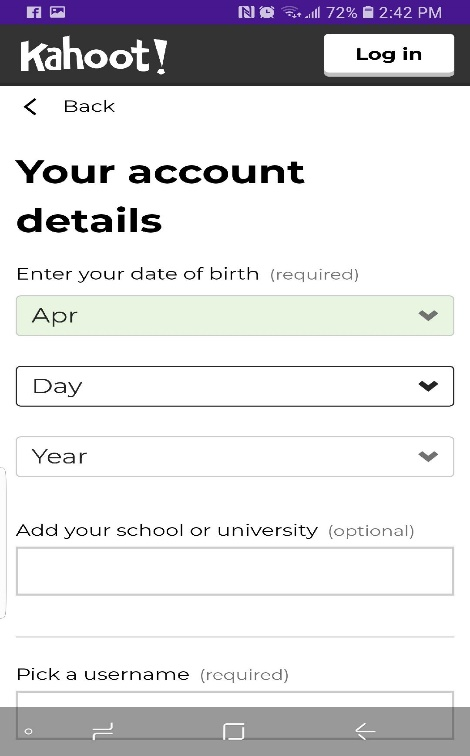 72% 2:42 PM
Kahoot!
Log in
Back
Your account
details
Enter your date of birth (required)
Apr
Day
Year
Add your school or university (optional)
Pick a username (required)